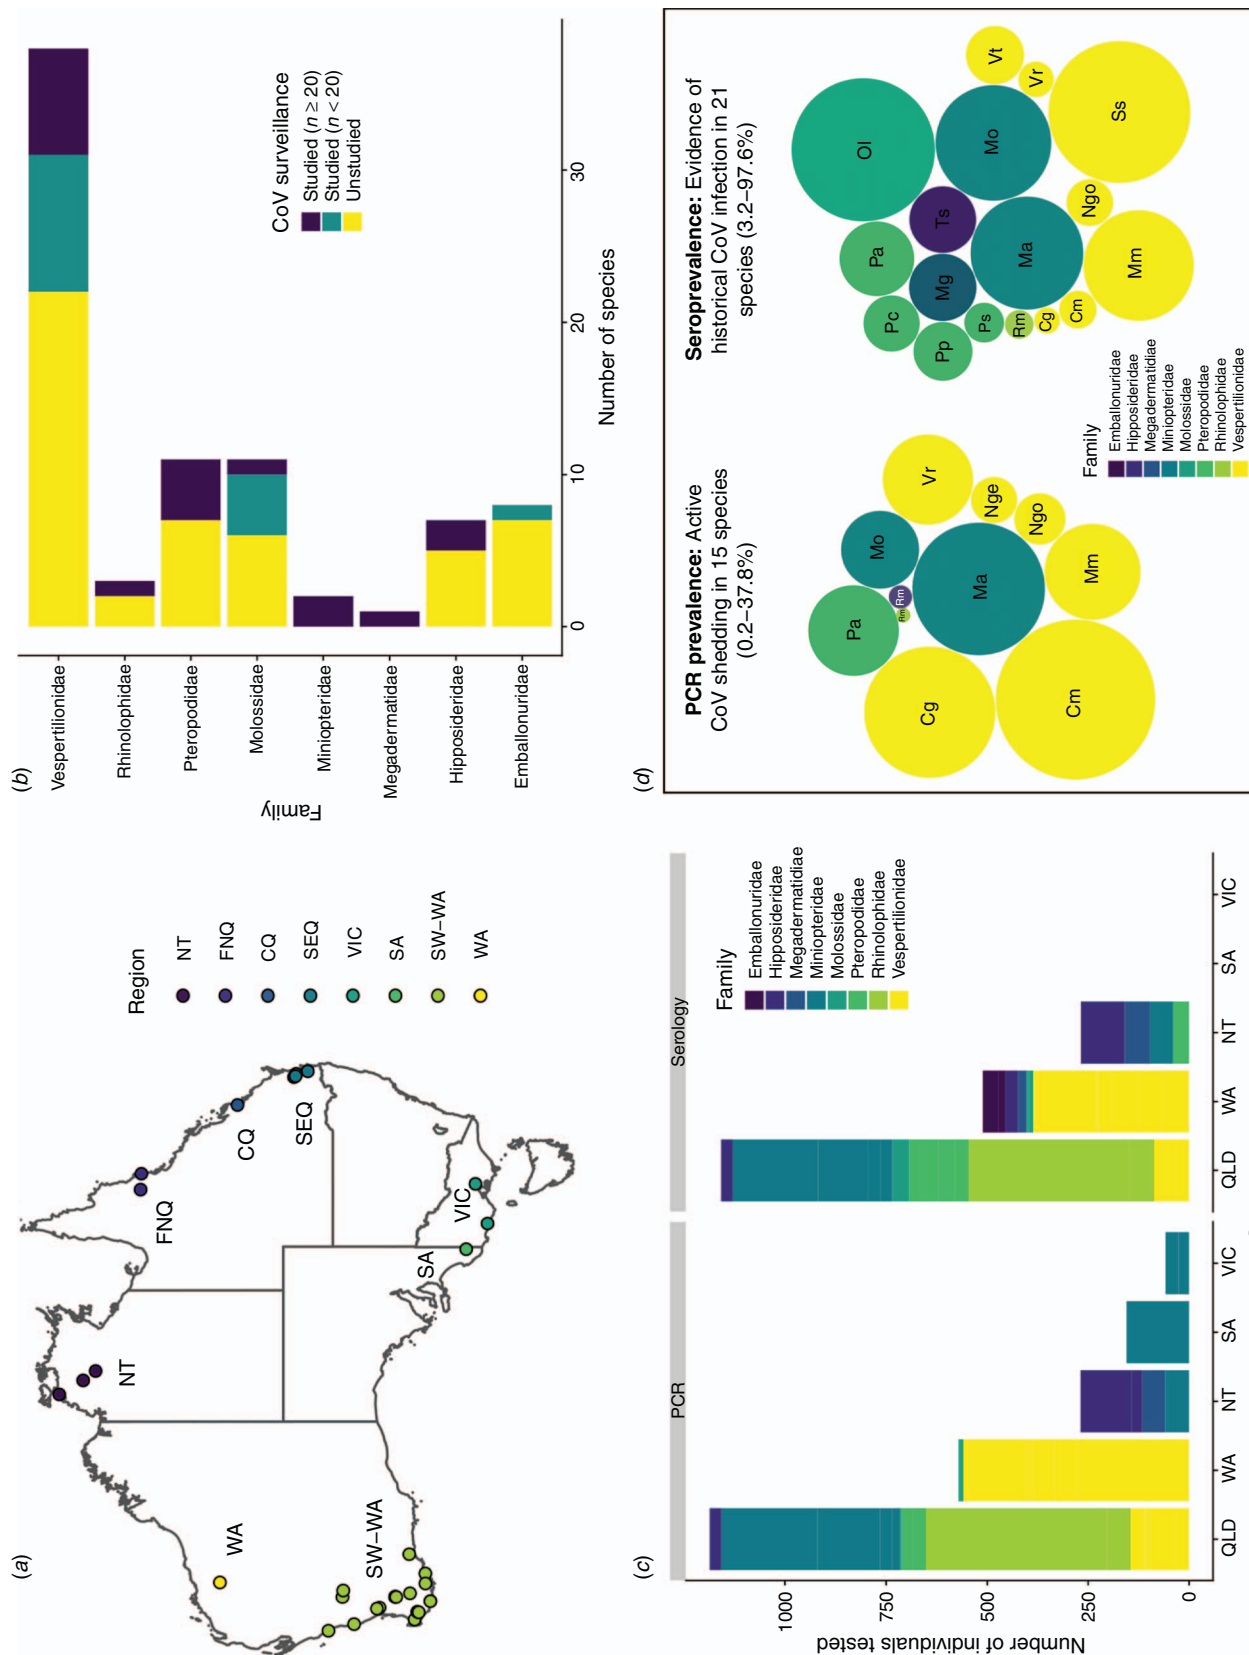 (a)
NT
FNQ
CQ
SEQ
VIC
SA
SW–WA
WA
Region
NT
FNQ
CQ
SEQ
VIC
SA
SW–WA
WA
(b)
Family
Vespertilionidae
Rhinolophidae
Pteropodidae
Molossidae
Miniopteridae
Megadermatidae
Hipposideridae
Emballonuridae
0
10
20
30
Number of species
CoV surveillance
Studied (n ≥ 20)
Studied (n < 20)
Unstudied
(c)
PCR
Serology
Number of individuals tested
1000
750
500
250
0
QLD
WA
NT
SA
VIC
QLD
WA
NT
SA
VIC
Family
Emballonuridae
Hipposideridae
Megadermatidiae
Miniopteridae
Molossidae
Pteropodidae
Rhinolophidae
Vespertilionidae
(d)
PCR prevalence: Active
CoV shedding in 15 species
(0.2–37.8%)
Cg
Pa
Rm
Rm
Mo
Vr
Nge
Ngo
Ma
Mm
Cm
Seroprevalence: Evidence of
historical CoV infection in 21
species (3.2–97.6%)
Pc
Pa
Ol
Pp
Mg
Ts
Mo
Vt
Vr
Ps
Rm
Cg
Cm
Ma
Ngo
Ss
Mm
Family
Emballonuridae
Hipposideridae
Megadermatidiae
Miniopteridae
Molossidae
Pteropodidae
Rhinolophidae
Vespertilionidae